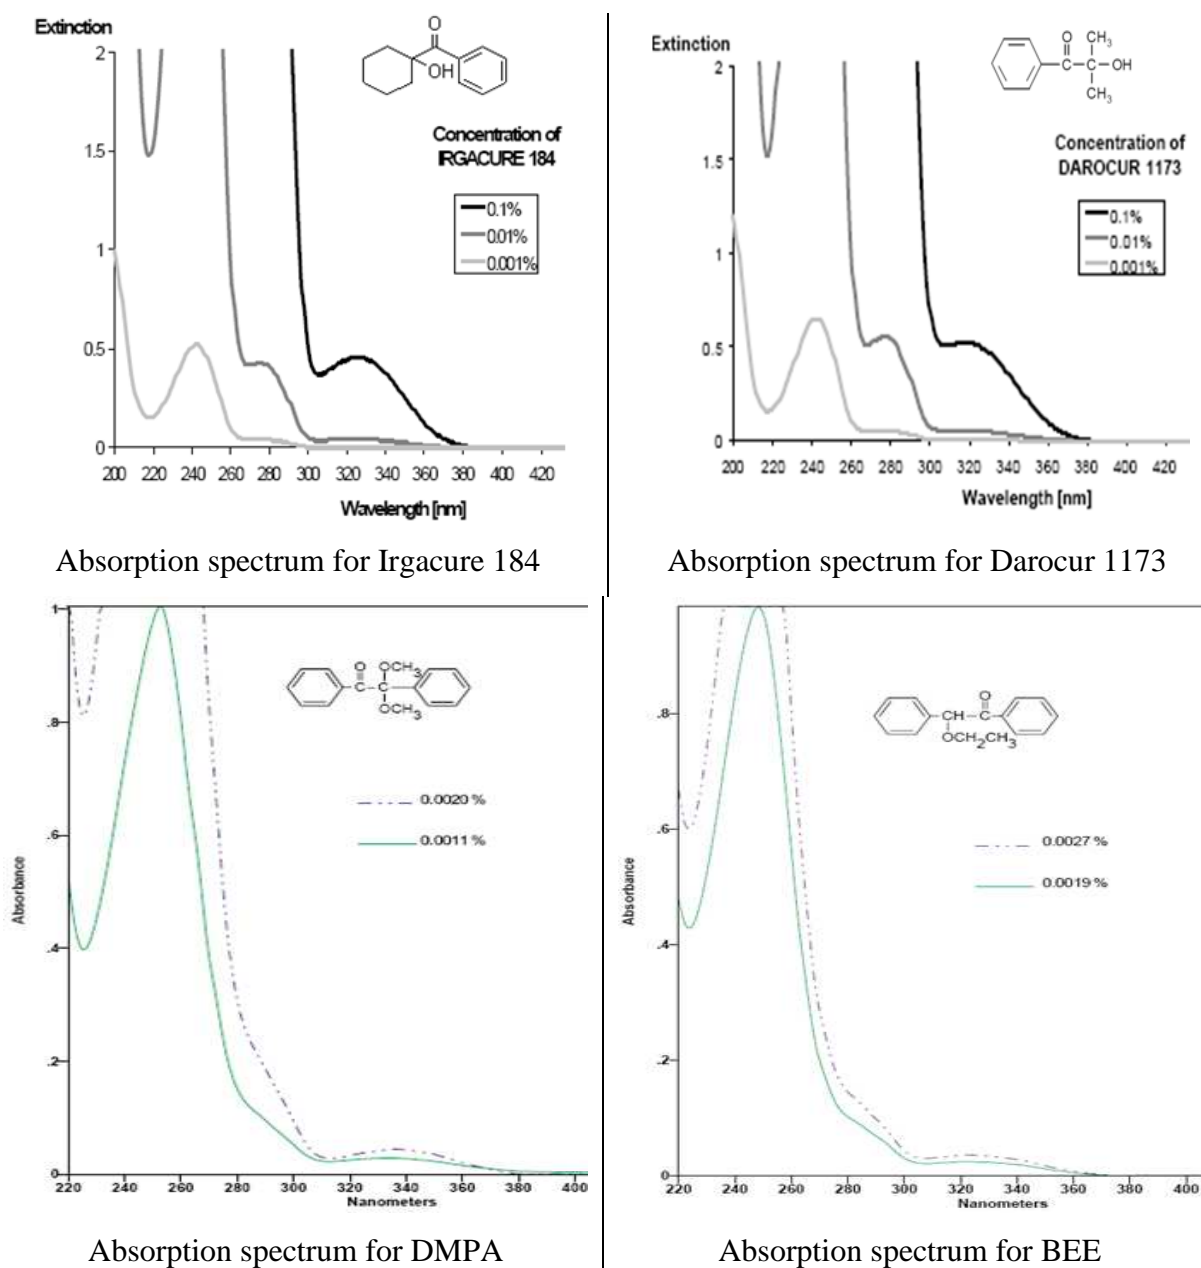 Extinction
2
1.5
1
0.5
0
200 220 240 260 280 300 320 340 360 380 400 420
Wavelength [nm]
O
OH
Concentration of
IRGACURE 184
0.1%
0.01%
0.001%
Absorption spectrum for Irgacure 184
Extinction
2
1.5
1
0.5
0
200 220 240 260 280 300 320 340 360 380 400 420
Wavelength [nm]
O CH3
C C OH
CH3
Concentration of
DAROCUR 1173
0.1%
0.01%
0.001%
Absorption spectrum for Darocur 1173
1
.8
.6
.4
.2
0
Absorbance
220 240 260 280 300 320 340 360 380 400
Nanometers
O OCH3
C C
OCH3
0.0020 %
0.0011 %
Absorption spectrum for DMPA
.8
.6
.4
.2
0
Absorbance
220 240 260 280 300 320 340 360 380 400
Nanometers
O
CH C
OCH2CH3
0.0027 %
0.0019 %
Absorption spectrum for BEE